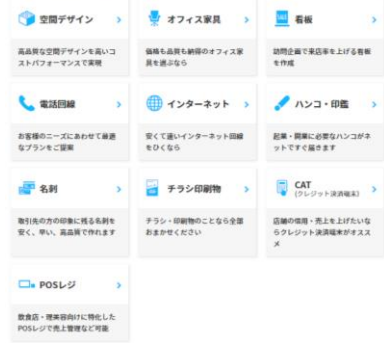 空間デザイン
高品質な空間デザインを高いコ
ストパフォーマンスで実現
オフィス家具
価格も品質も納得のオフィス家
具を選ぶなら
看板
訪問企画で来店率を上げる看板
を作成
電話回線
お客様のニーズにあわせて最適
なプランをご提案
インターネット
安くて速いインターネット回線
をひくなら
ハンコ・印鑑
起業・開業に必要なハンコがネ
ットですぐ届きます
名刺
取引先の方の印象に残る名刺を
安く、早い、高品質で作れます
チラシ印刷物
チラシ・印刷物のことなら全部
おまかせください
CAT
(クレジット決済端末)
店舗の信用・売上を上げたいな
らクレジット決済端末がオスス
メ
POSレジ
飲食店・理美容向けに特化した
POSレジで売上管理など可能